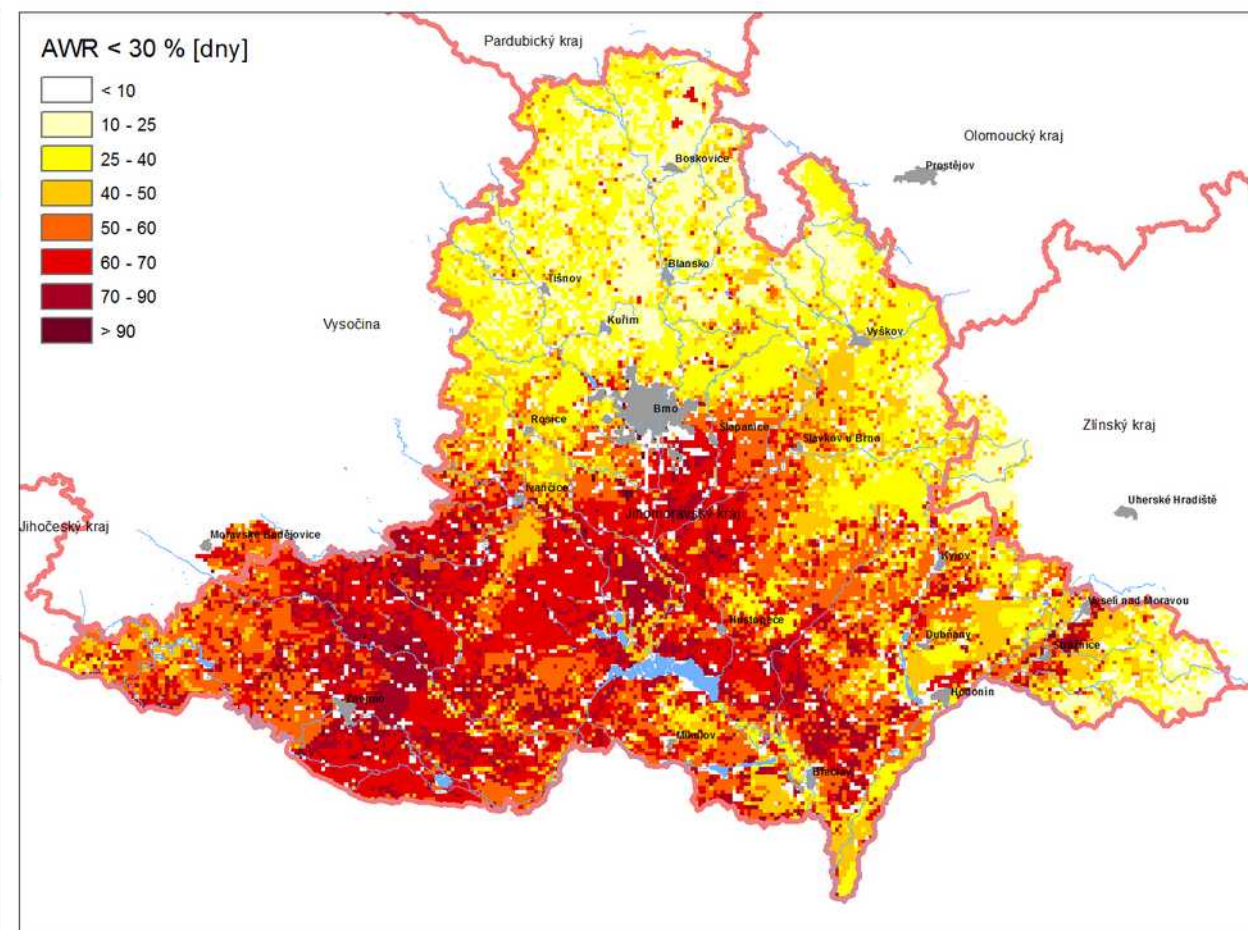 AWR < 30 % [dny]
< 10
10 - 25
25 - 40
40 - 50
50 - 60
60 - 70
70 - 90
> 90
Pardubický kraj
Olomoucký kraj
Prostějov
Boskovice
Blansko
Tišnov
Kuřim
Vysočina
Vyškov
Brno
Rosice
Šlapanice
Slavkov u Brna
Zlínský kraj
Ivančice
Uherské Hradiště
Jihomoravský kraj
Jihočeský kraj
Moravské Budějovice
Kyjov
Veselí nad Moravou
Hustopeče
Dubňany
Strážnice
Hodonín
Znojmo
Mikulov
Břeclav